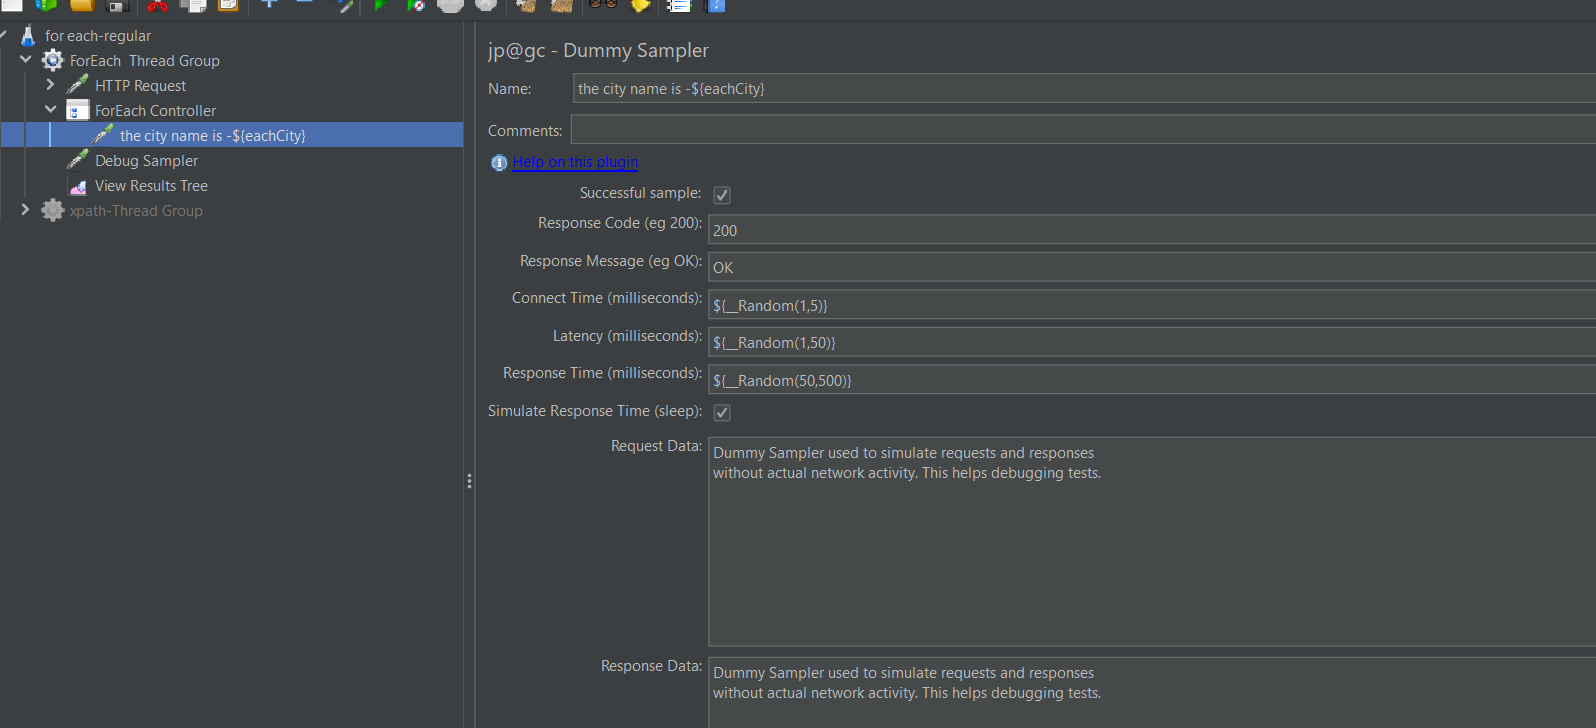 for each-regular
ForEach  Thread Group
HTTP Request
ForEach Controller
the city name is -${eachCity}
Debug Sampler
View Results Tree
xpath-Thread Group
jp@gc - Dummy Sampler
Name: the city name is -${eachCity}
Comments:
Help on this plugin
Successful sample:
Response Code (eg 200): 200
Response Message (eg OK): OK
Connect Time (milliseconds): ${__Random(1,5)}
Latency (milliseconds): ${__Random(1,50)}
Response Time (milliseconds): ${__Random(50,500)}
Simulate Response Time (sleep):
Request Data: Dummy Sampler used to simulate requests and responses
without actual network activity. This helps debugging tests.
Response Data: Dummy Sampler used to simulate requests and responses
without actual network activity. This helps debugging tests.